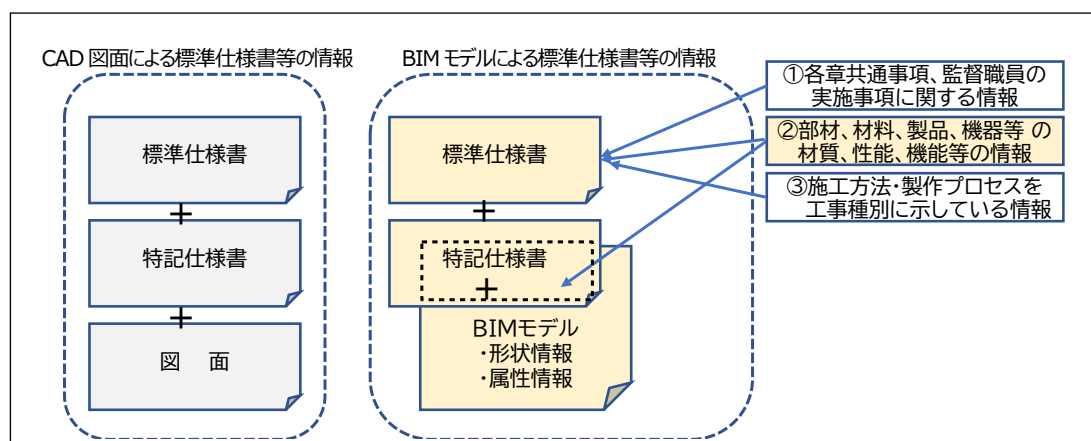 CAD 図面による標準仕様書等の情報
標準仕様書
+
特記仕様書
+
図　面
BIM モデルによる標準仕様書等の情報
標準仕様書
+
特記仕様書
+
BIMモデル
・形状情報
・属性情報
①各章共通事項、監督職員の
実施事項に関する情報
②部材、材料、製品、機器等 の
材質、性能、機能等の情報
③施工方法・製作プロセスを
工事種別に示している情報